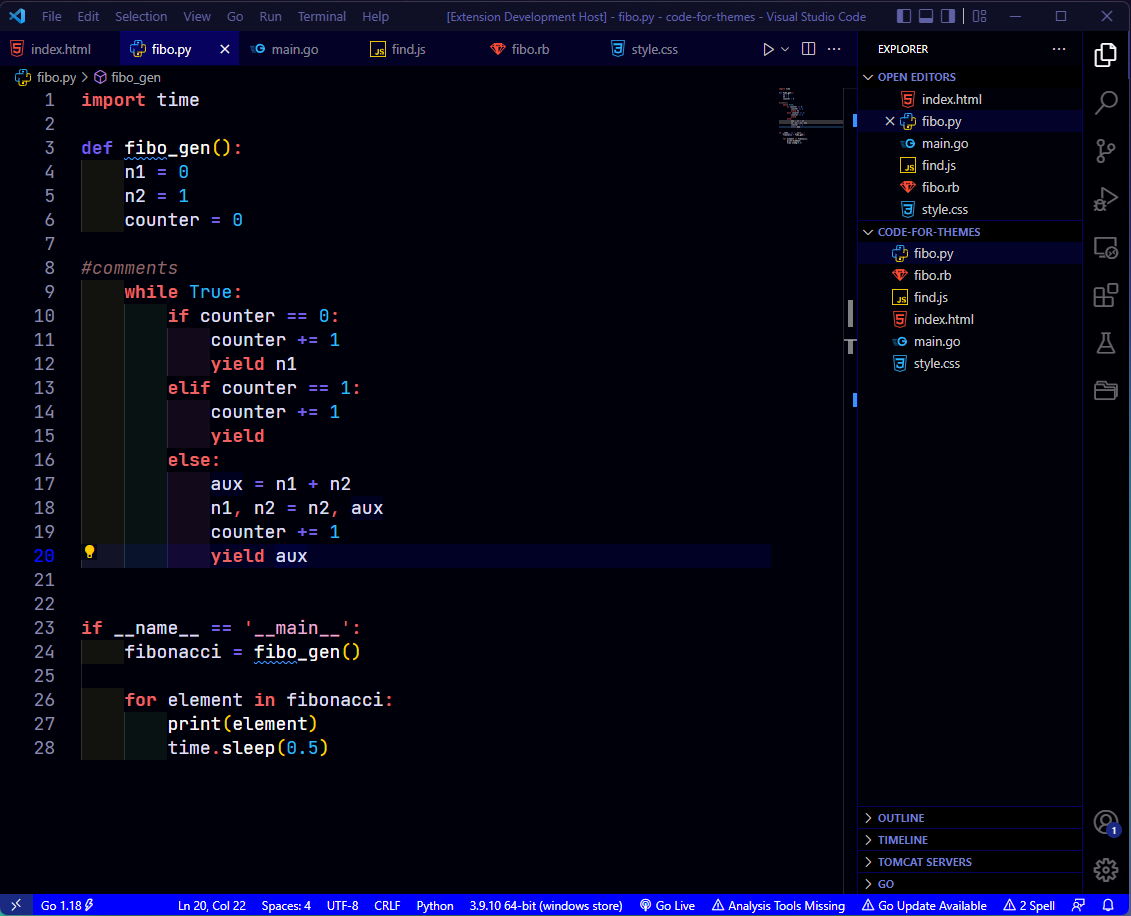 File Edit Selection View Go Run Terminal Help [Extension Development Host] - fibo.py - code-for-themes - Visual Studio Code
index.html fibo.py main.go find.js fibo.rb style.css
fibo.py > fibo_gen
1 import time
2
3 def fibo_gen():
4 n1 = 0
5 n2 = 1
6 counter = 0
7
8 #comments
9 while True:
10 if counter == 0:
11 counter += 1
12 yield n1
13 elif counter == 1:
14 counter += 1
15 yield
16 else:
17 aux = n1 + n2
18 n1, n2 = n2, aux
19 counter += 1
20 yield aux
21
22
23 if __name__ == '__main__':
24 fibonacci = fibo_gen()
25
26 for element in fibonacci:
27 print(element)
28 time.sleep(0.5)
EXPLORER
OPEN EDITORS
index.html
fibo.py
main.go
find.js
fibo.rb
style.css
CODE-FOR-THEMES
fibo.py
fibo.rb
find.js
index.html
main.go
style.css
OUTLINE
TIMELINE
TOMCAT SERVERS
GO
1
Go 1.18 Ln 20, Col 22 Spaces: 4 UTF-8 CRLF Python 3.9.10 64-bit (windows store) Go Live Analysis Tools Missing Go Update Available 2 Spell